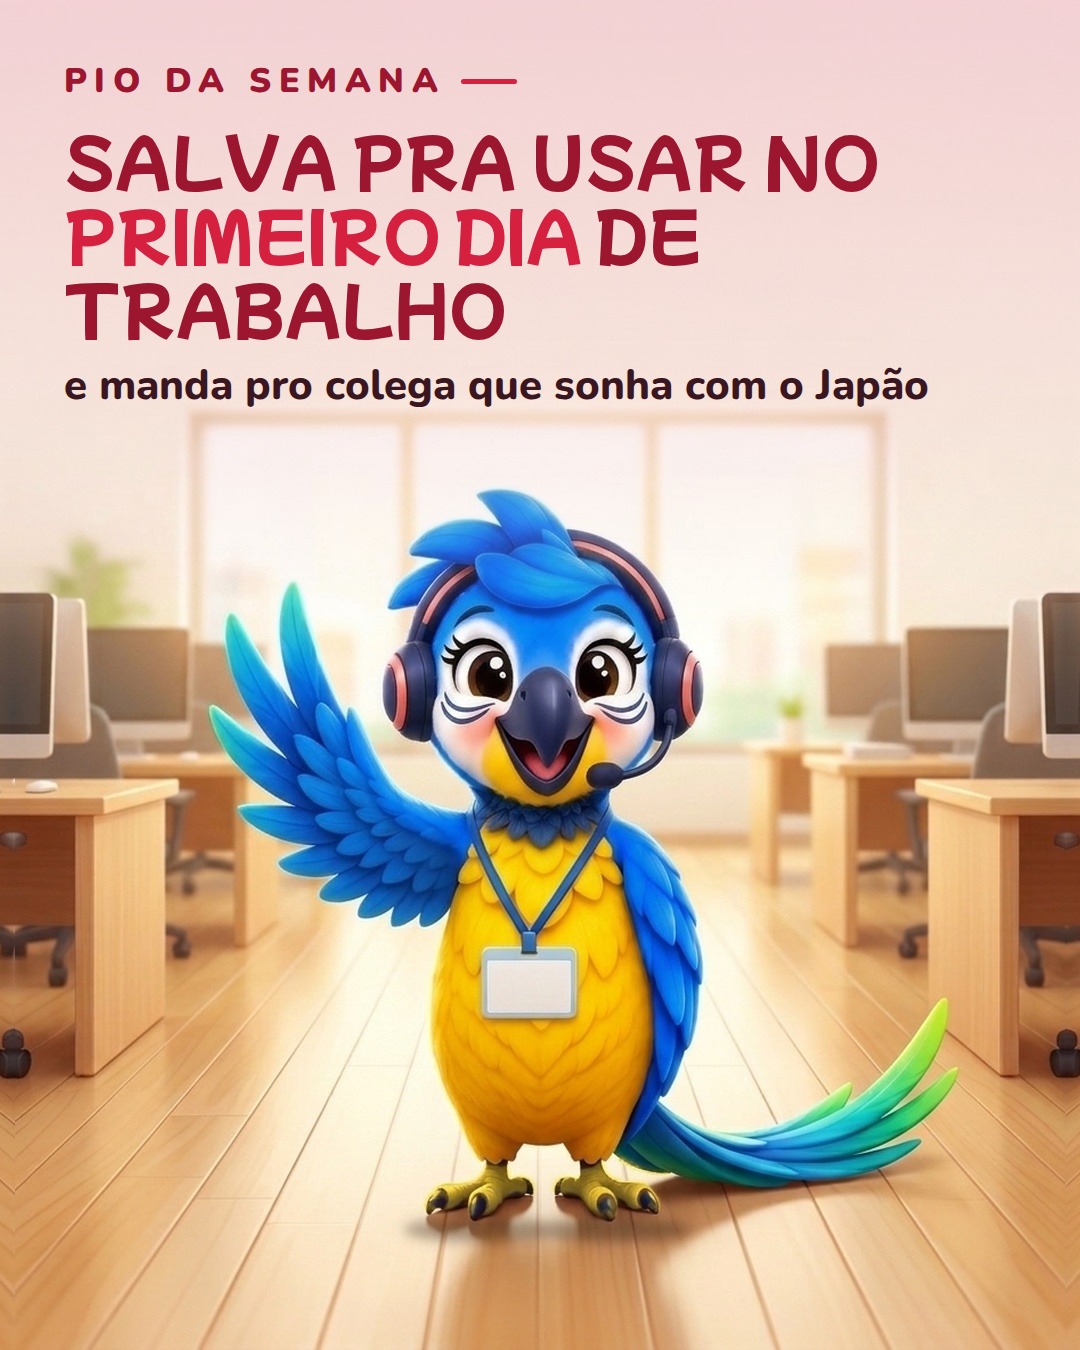 PIO DA SEMANA
SALVA PRA USAR NO
PRIMEIRO DIA DE
TRABALHO
e manda pro colega que sonha com o Japão